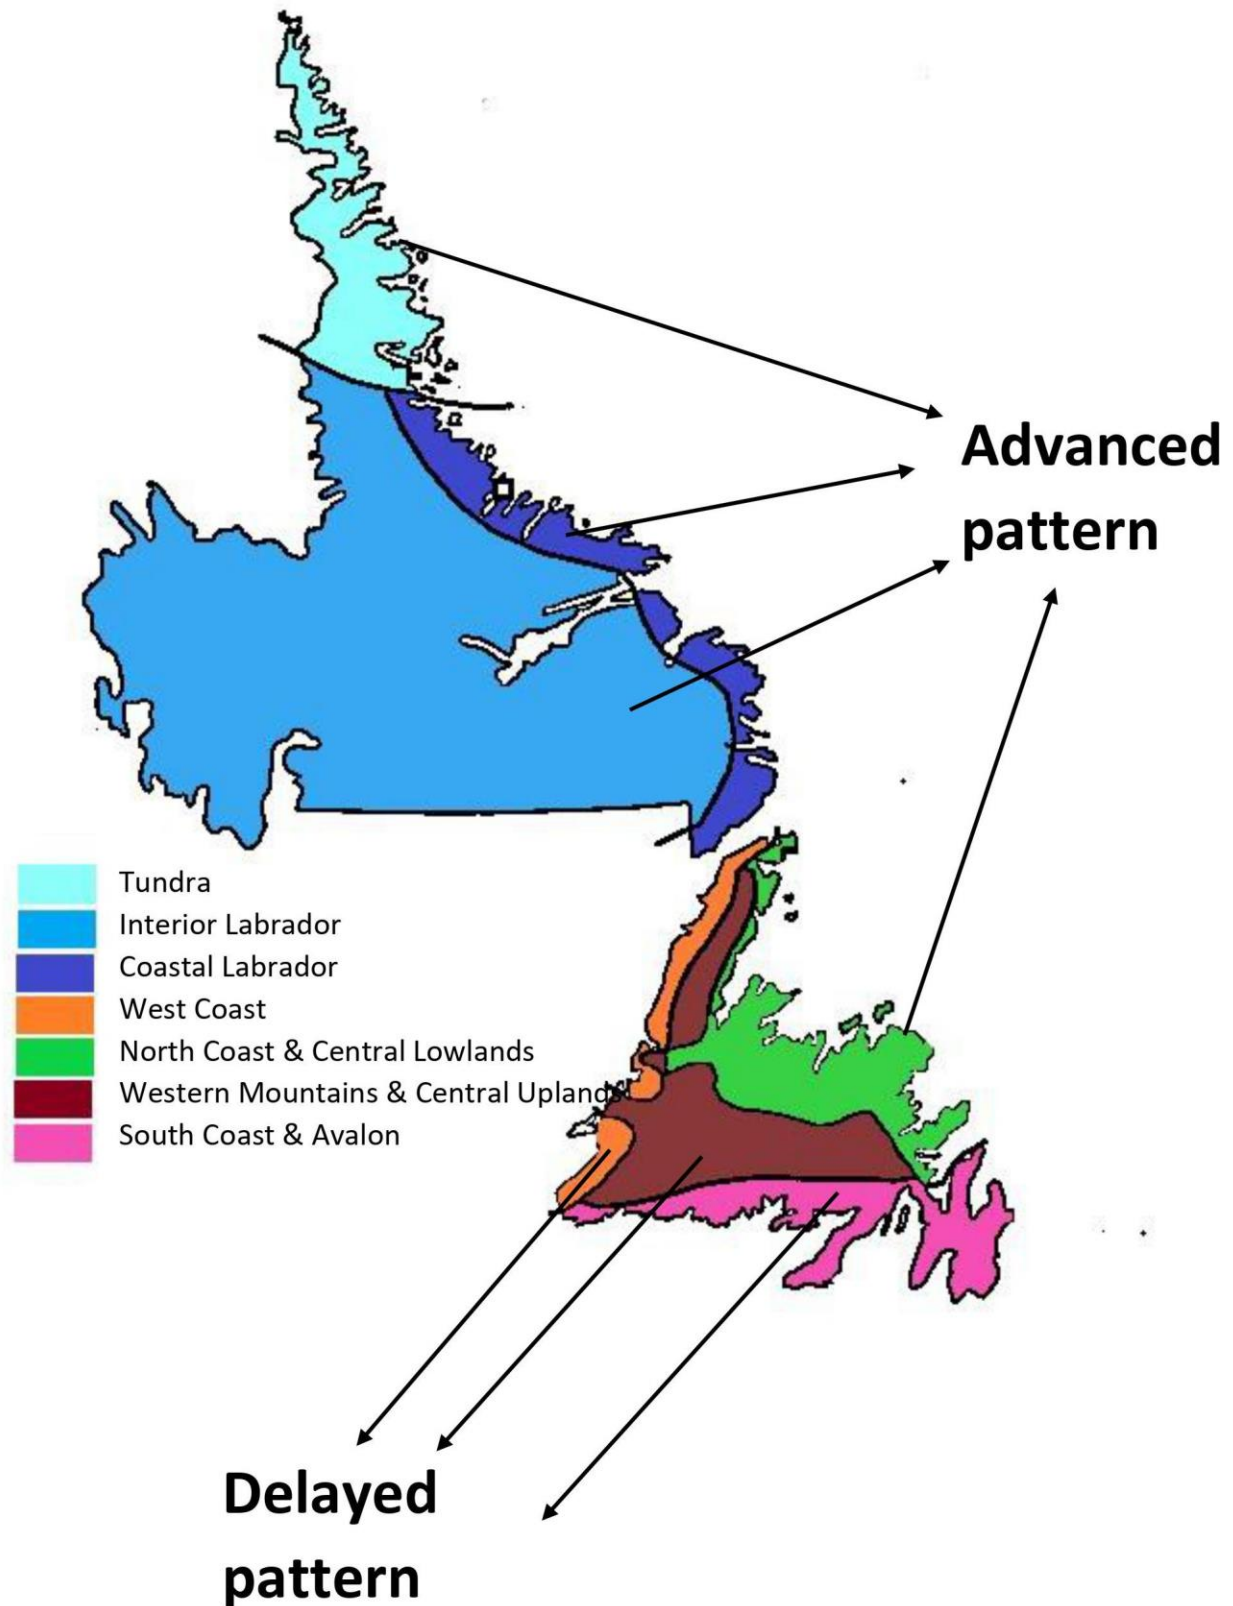 Advanced
pattern
Tundra
Interior Labrador
Coastal Labrador
West Coast
North Coast & Central Lowlands
Western Mountains & Central Uplands
South Coast & Avalon
Delayed
pattern